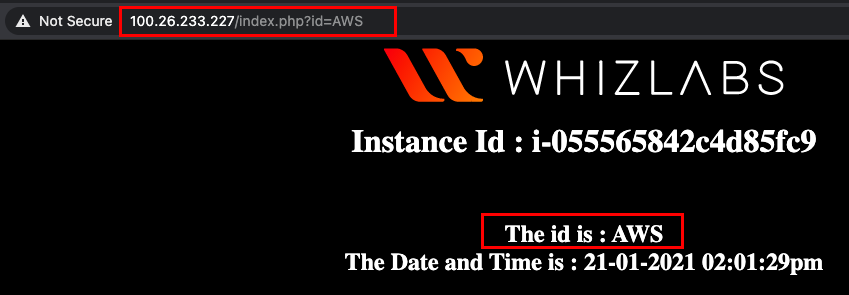 Not Secure 100.26.233.227/index.php?id=AWS
WHIZLABS
Instance Id : i-055565842c4d85fc9
The id is : AWS
The Date and Time is : 21-01-2021 02:01:29pm